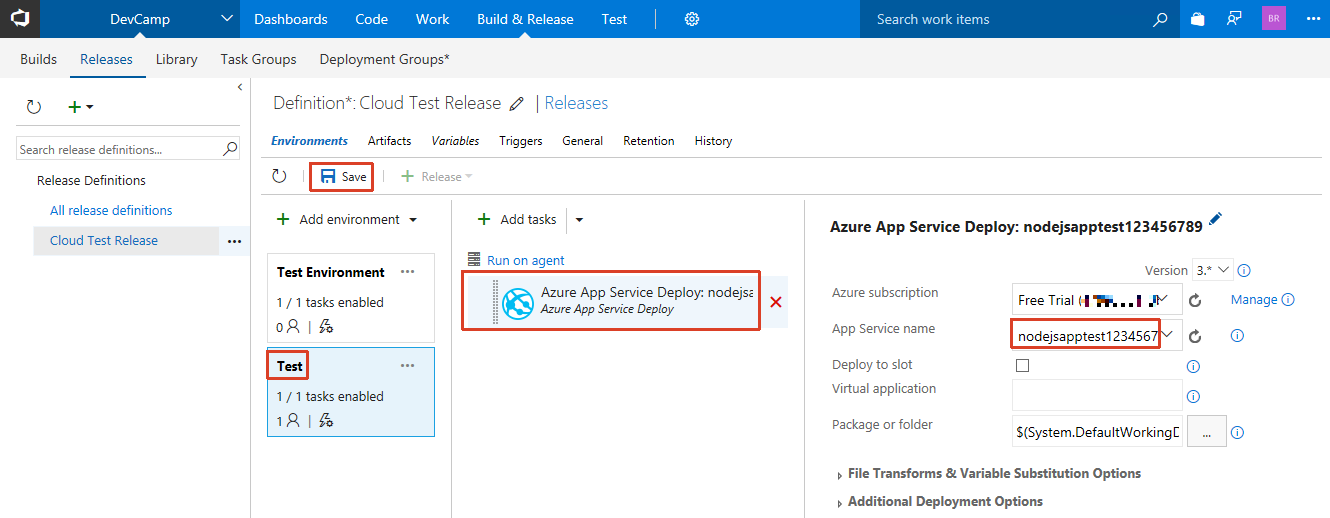 DevCamp Dashboards Code Work Build & Release Test Search work items BR
Builds Releases Library Task Groups Deployment Groups*
Definition*: Cloud Test Release | Releases
Search release definitions...
Environments Artifacts Variables Triggers General Retention History
Release Definitions
Save Release
All release definitions
Cloud Test Release ...
Add environment Add tasks
Azure App Service Deploy: nodejsapptest123456789
Test Environment ...
1 / 1 tasks enabled
0
Test ...
1 / 1 tasks enabled
1
Run on agent
Azure App Service Deploy: nodejsa
Azure App Service Deploy
Version 3.*
Azure subscription Free Trial ( Manage
App Service name nodejsapptest1234567
Deploy to slot
Virtual application
Package or folder $(System.DefaultWorkingD ...
File Transforms & Variable Substitution Options
Additional Deployment Options